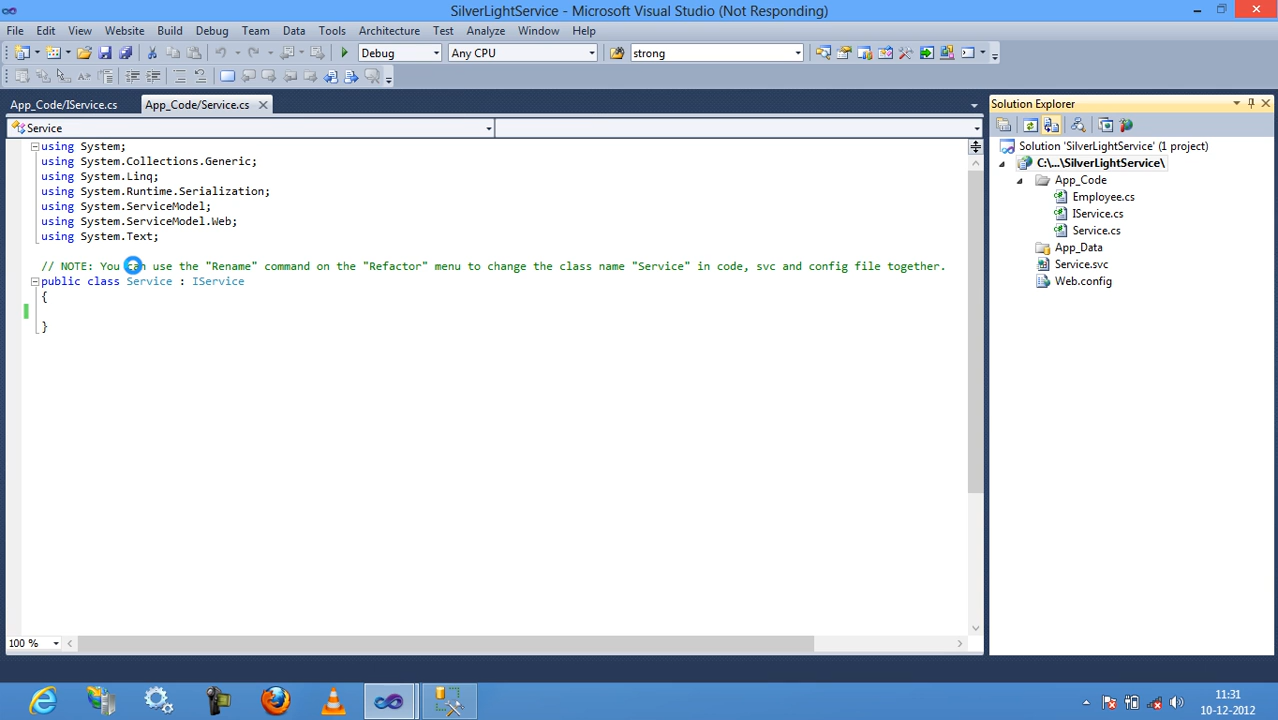 SilverLightService - Microsoft Visual Studio (Not Responding)
File Edit View Website Build Debug Team Data Tools Architecture Test Analyze Window Help
Debug Any CPU strong
App_Code/IService.cs App_Code/Service.cs
Service
using System;
using System.Collections.Generic;
using System.Linq;
using System.Runtime.Serialization;
using System.ServiceModel;
using System.ServiceModel.Web;
using System.Text;
// NOTE: You can use the "Rename" command on the "Refactor" menu to change the class name "Service" in code, svc and config file together.
public class Service : IService
{
}
100 %
Solution Explorer
Solution 'SilverLightService' (1 project)
C:\...\SilverLightService\
App_Code
Employee.cs
IService.cs
Service.cs
App_Data
Service.svc
Web.config
11:31
10-12-2012